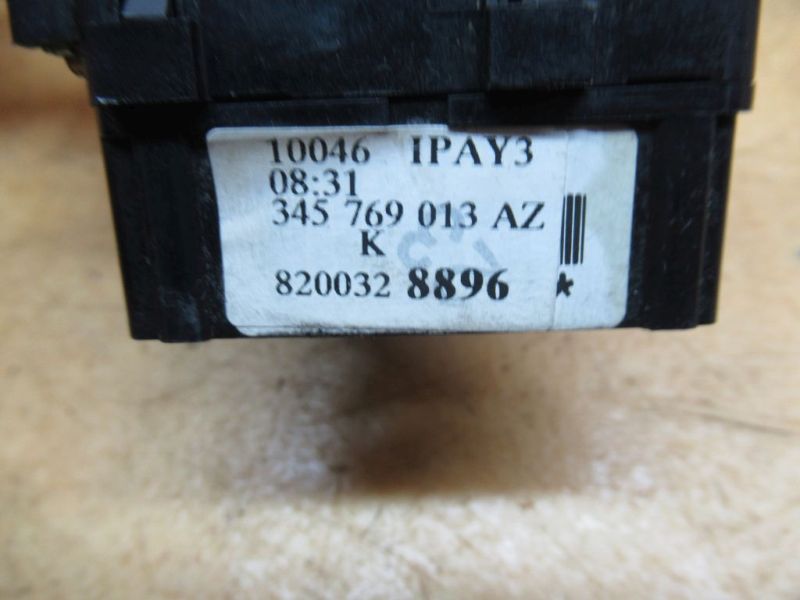 10046 IPAY3
08:31
345 769 013 AZ
K
820032 8896 *